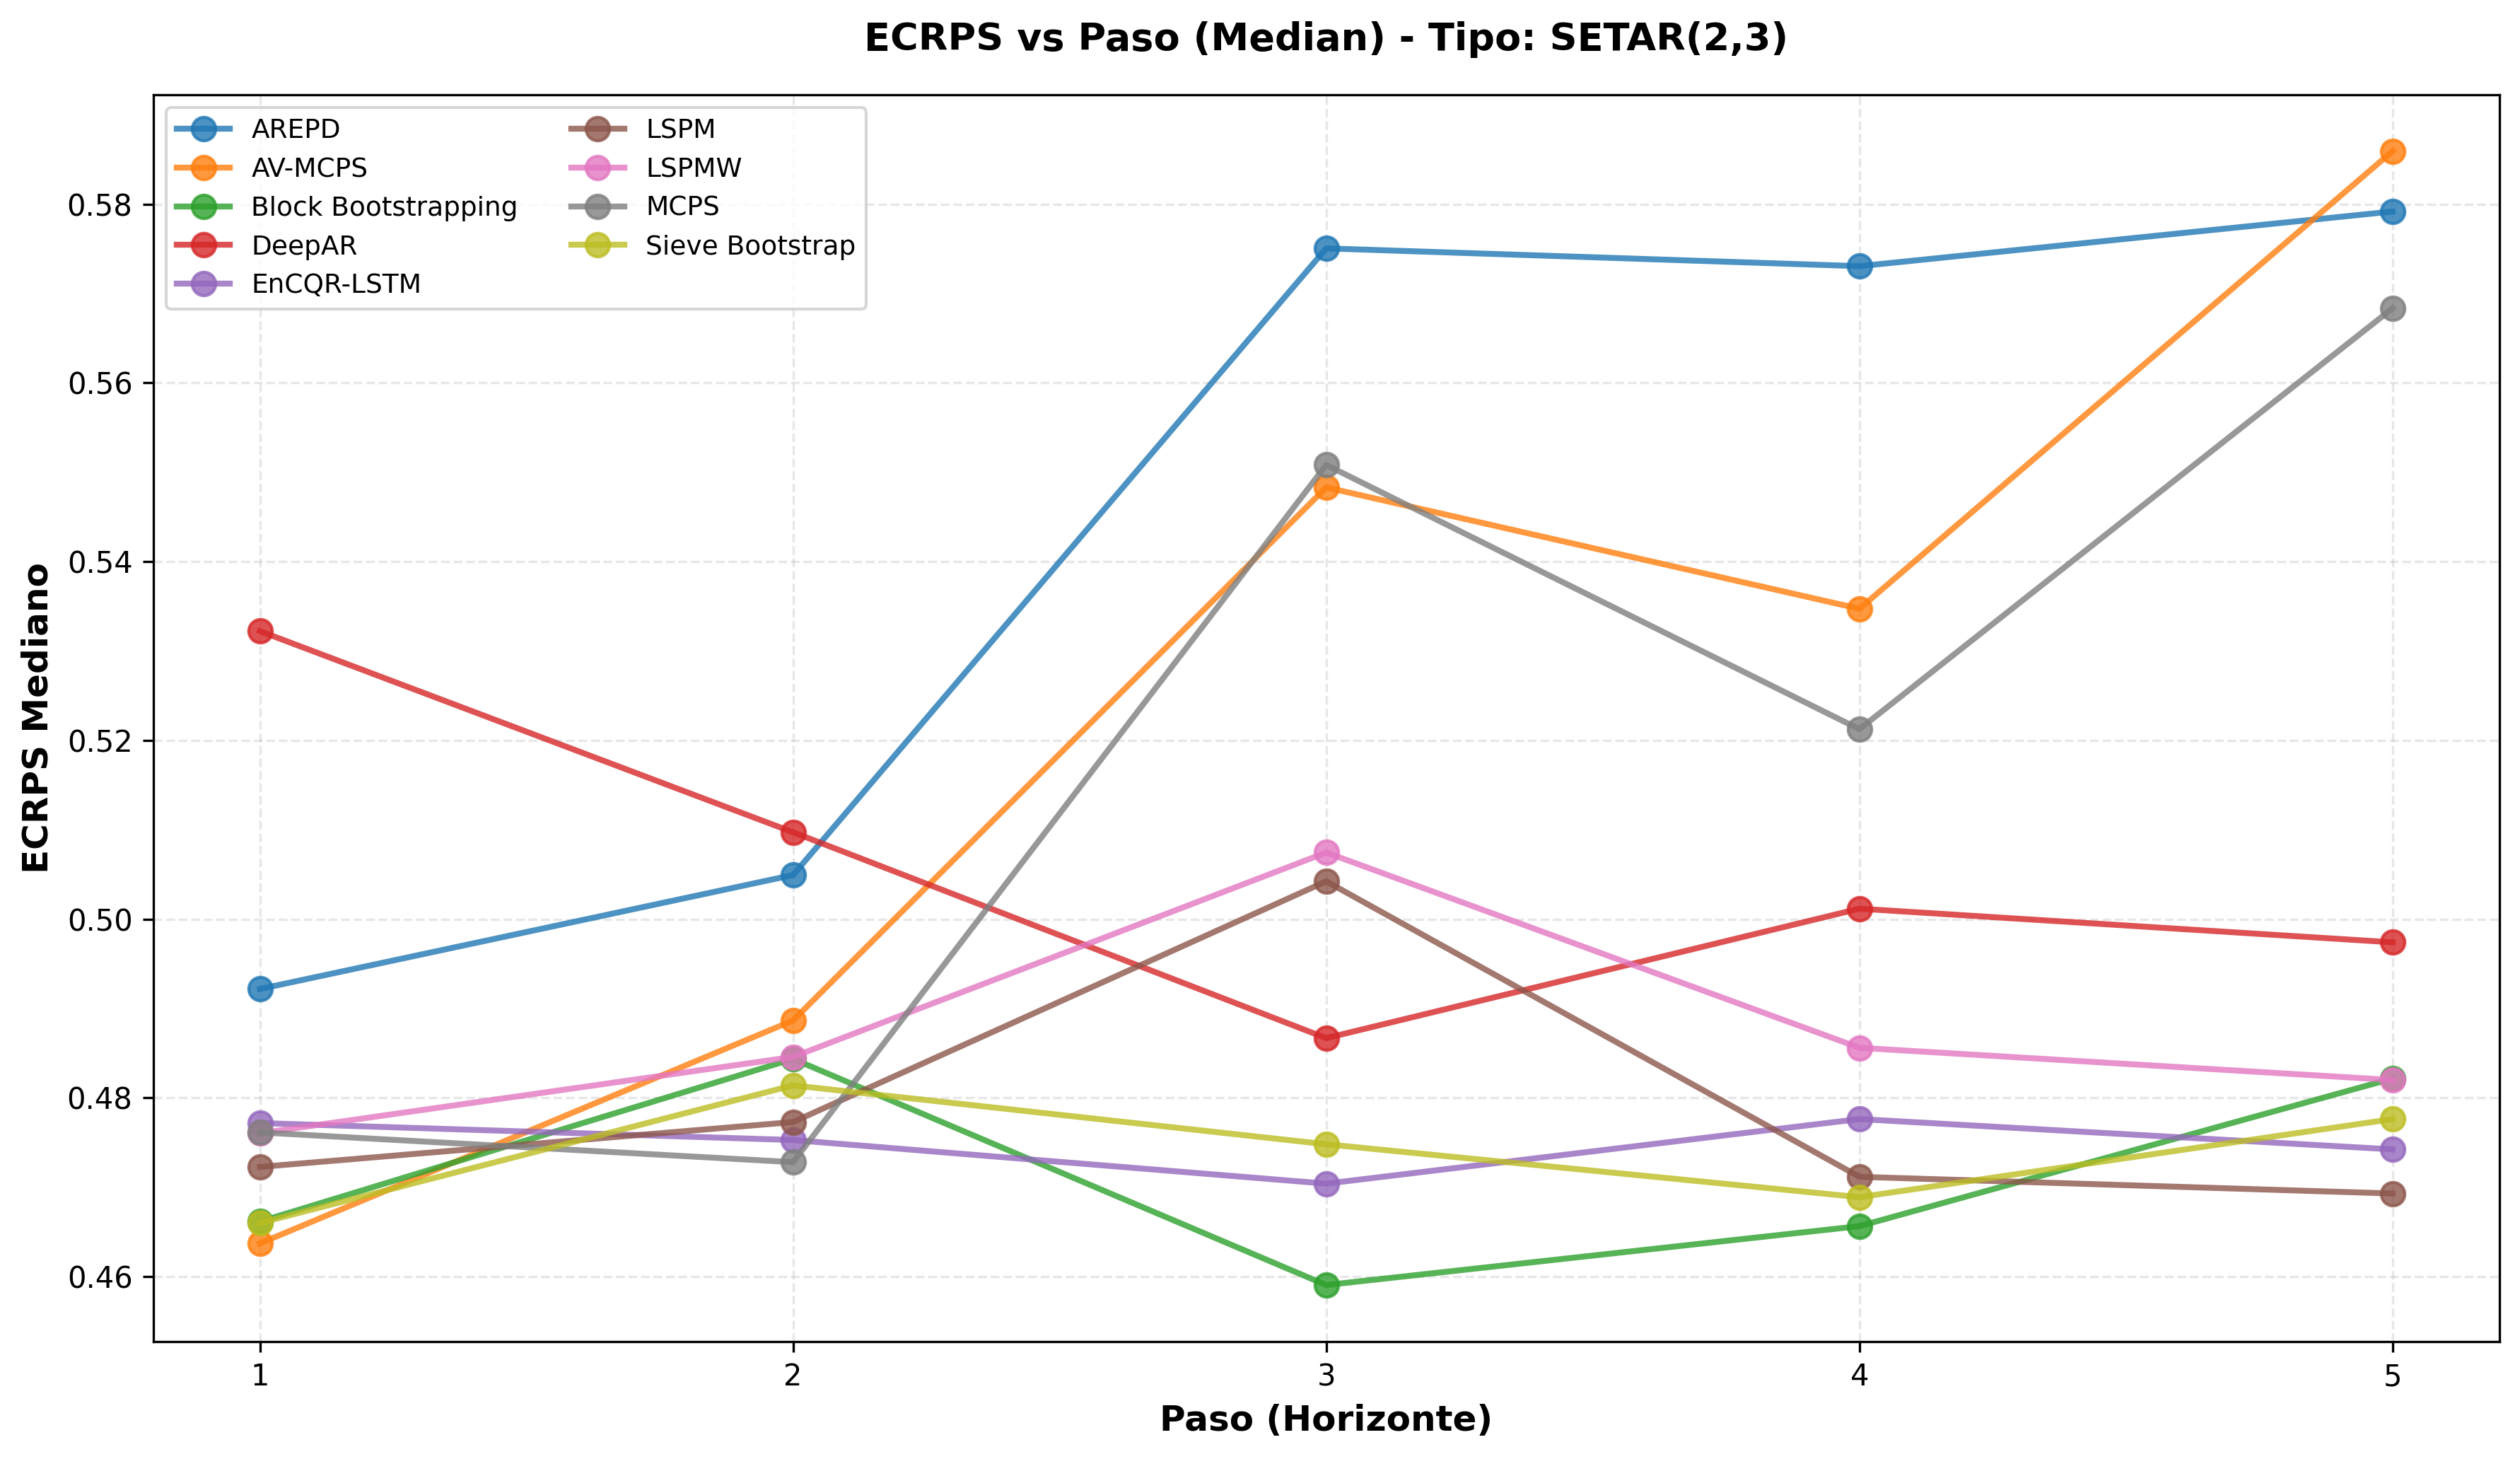 ECRPS vs Paso (Median) - Tipo: SETAR(2,3)
AREPD
AV-MCPS
Block Bootstrapping
DeepAR
EnCQR-LSTM
LSPM
LSPMW
MCPS
Sieve Bootstrap
ECRPS Mediano
0.58
0.56
0.54
0.52
0.50
0.48
0.46
1 2 3 4 5
Paso (Horizonte)